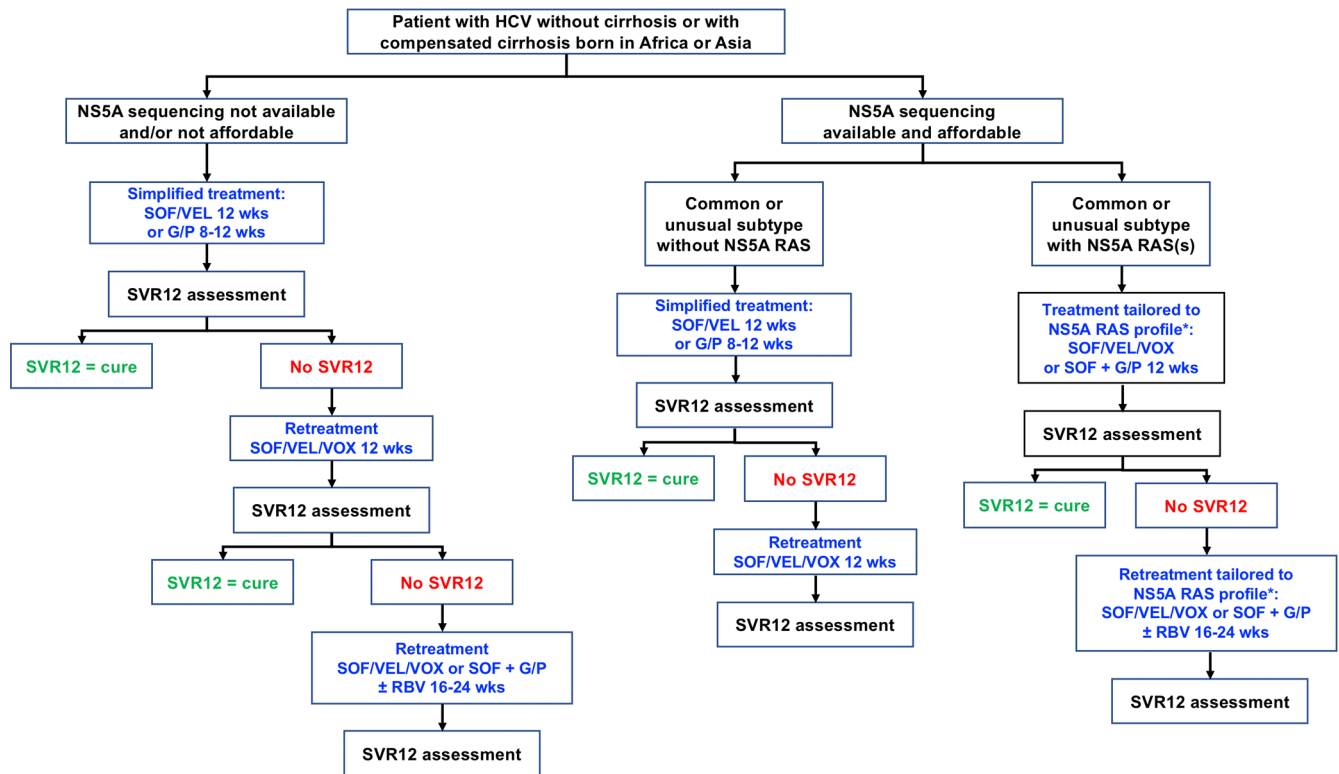 Patient with HCV without cirrhosis or with
compensated cirrhosis born in Africa or Asia
NS5A sequencing not available
and/or not affordable
Simplified treatment:
SOF/VEL 12 wks
or G/P 8-12 wks
SVR12 assessment
SVR12 = cure
No SVR12
Retreatment
SOF/VEL/VOX 12 wks
SVR12 assessment
SVR12 = cure
No SVR12
Retreatment
SOF/VEL/VOX or SOF + G/P
± RBV 16-24 wks
SVR12 assessment
NS5A sequencing
available and affordable
Common or
unusual subtype
without NS5A RAS
Simplified treatment:
SOF/VEL 12 wks
or G/P 8-12 wks
SVR12 assessment
SVR12 = cure
No SVR12
Retreatment
SOF/VEL/VOX 12 wks
SVR12 assessment
Common or
unusual subtype
with NS5A RAS(s)
Treatment tailored to
NS5A RAS profile*:
SOF/VEL/VOX
or SOF + G/P 12 wks
SVR12 assessment
SVR12 = cure
No SVR12
Retreatment tailored to
NS5A RAS profile*:
SOF/VEL/VOX or SOF + G/P
± RBV 16-24 wks
SVR12 assessment